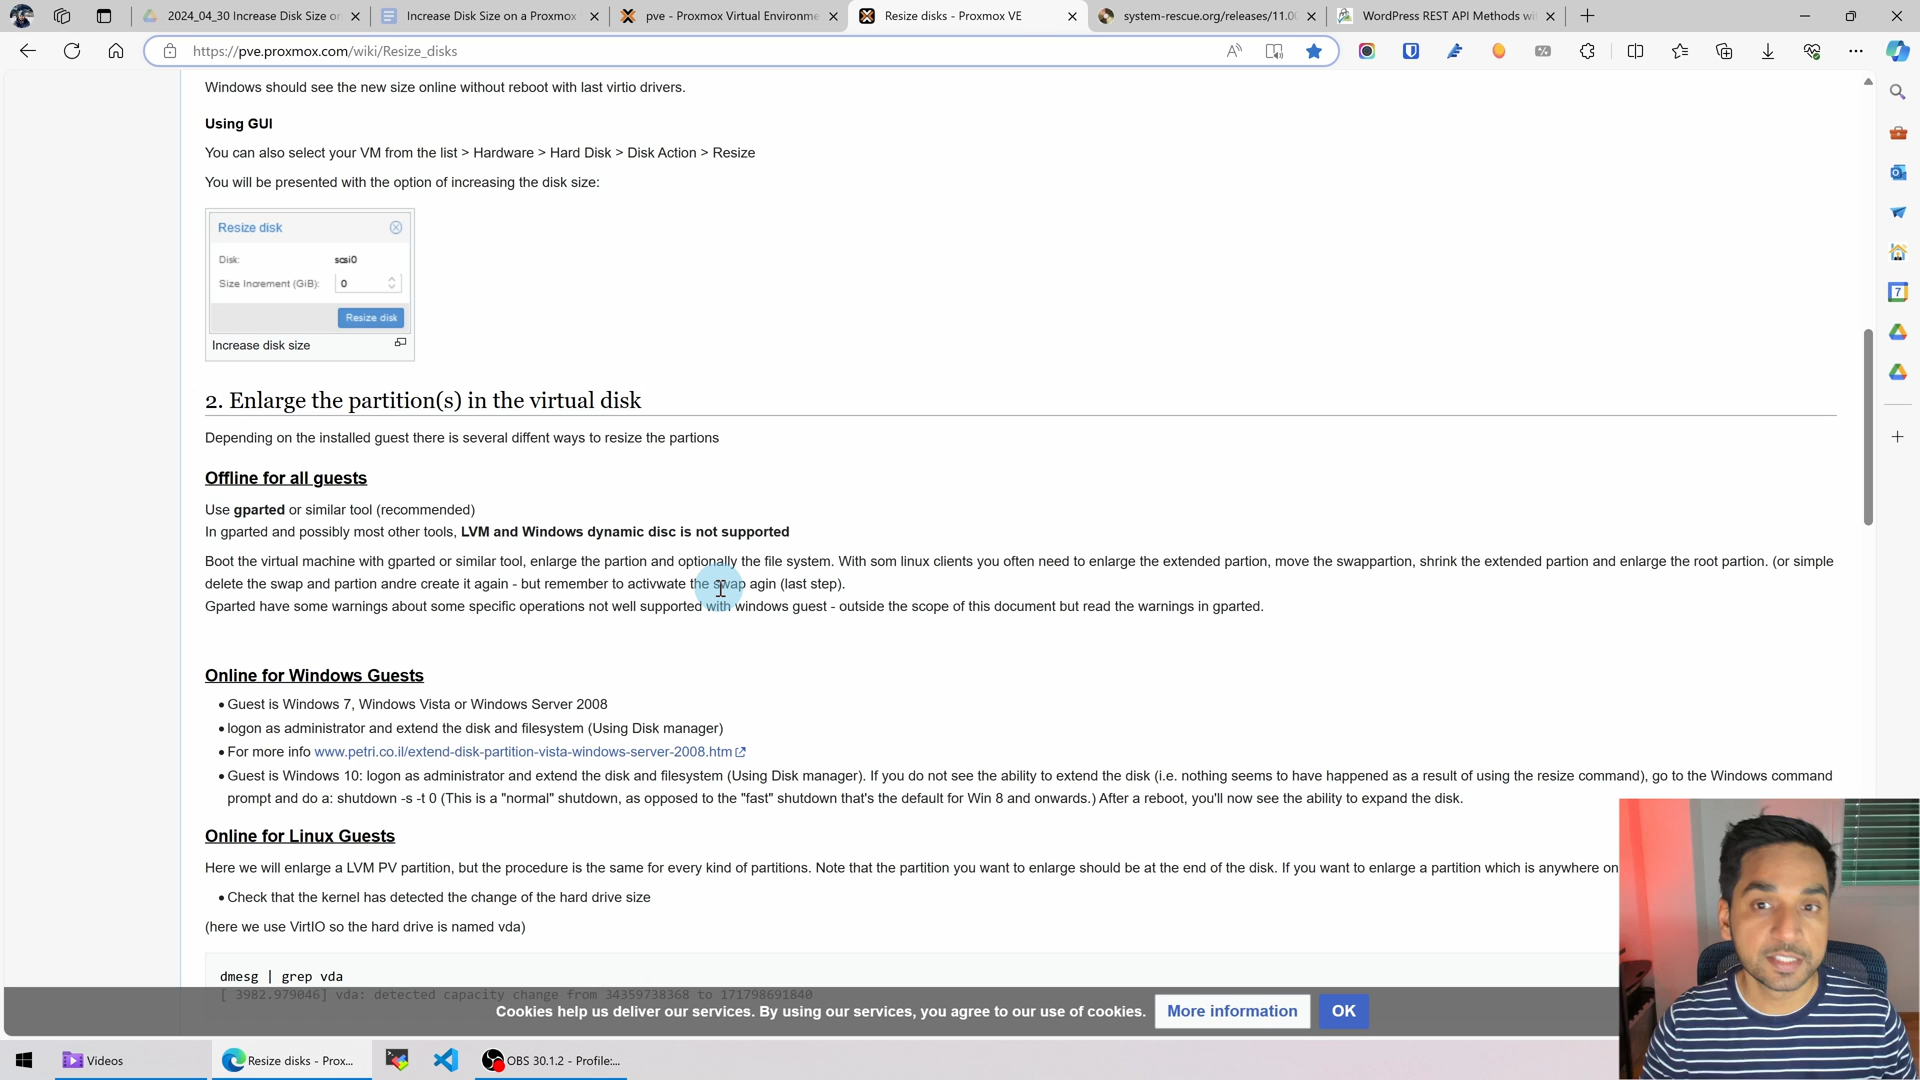 2024_04_30 Increase Disk Size on
Increase Disk Size on a Proxmox
pve - Proxmox Virtual Environme
Resize disks - Proxmox VE
system-rescue.org/releases/11.00
WordPress REST API Methods wi
https://pve.proxmox.com/wiki/Resize_disks
Windows should see the new size online without reboot with last virtio drivers.
Using GUI
You can also select your VM from the list > Hardware > Hard Disk > Disk Action > Resize
You will be presented with the option of increasing the disk size:
Resize disk
Disk: scsi0
Size Increment (GiB): 0
Resize disk
Increase disk size
2. Enlarge the partition(s) in the virtual disk
Depending on the installed guest there is several diffent ways to resize the partions
Offline for all guests
Use gparted or similar tool (recommended)
In gparted and possibly most other tools, LVM and Windows dynamic disc is not supported
Boot the virtual machine with gparted or similar tool, enlarge the partion and optionally the file system. With som linux clients you often need to enlarge the extended partion, move the swappartion, shrink the extended partion and enlarge the root partion. (or simple
delete the swap and partion andre create it again - but remember to activwate the swap agin (last step).
Gparted have some warnings about some specific operations not well supported with windows guest - outside the scope of this document but read the warnings in gparted.
Online for Windows Guests
• Guest is Windows 7, Windows Vista or Windows Server 2008
• logon as administrator and extend the disk and filesystem (Using Disk manager)
• For more info www.petri.co.il/extend-disk-partition-vista-windows-server-2008.htm
• Guest is Windows 10: logon as administrator and extend the disk and filesystem (Using Disk manager). If you do not see the ability to extend the disk (i.e. nothing seems to have happened as a result of using the resize command), go to the Windows command
prompt and do a: shutdown -s -t 0 (This is a "normal" shutdown, as opposed to the "fast" shutdown that's the default for Win 8 and onwards.) After a reboot, you'll now see the ability to expand the disk.
Online for Linux Guests
Here we will enlarge a LVM PV partition, but the procedure is the same for every kind of partitions. Note that the partition you want to enlarge should be at the end of the disk. If you want to enlarge a partition which is anywhere on
• Check that the kernel has detected the change of the hard drive size
(here we use VirtIO so the hard drive is named vda)
dmesg | grep vda
[ 3982.979046] vda: detected capacity change from 34359738368 to 171798691840
Cookies help us deliver our services. By using our services, you agree to our use of cookies. More information OK
Videos
Resize disks - Prox...
OBS 30.1.2 - Profile:...
7